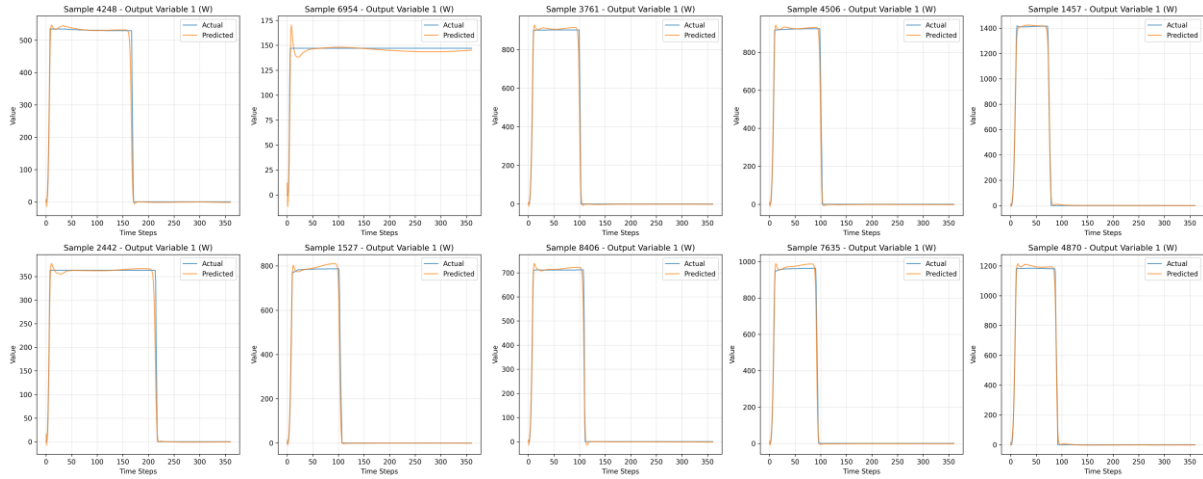 Sample 4248 - Output Variable 1 (W)
Actual
Predicted
500
400
300
200
100
0
Value
0 50 100 150 200 250 300 350
Time Steps
Sample 6954 - Output Variable 1 (W)
Actual
Predicted
175
150
125
100
75
50
25
0
Value
0 50 100 150 200 250 300 350
Time Steps
Sample 3761 - Output Variable 1 (W)
Actual
Predicted
800
600
400
200
0
Value
0 50 100 150 200 250 300 350
Time Steps
Sample 4506 - Output Variable 1 (W)
Actual
Predicted
800
600
400
200
0
Value
0 50 100 150 200 250 300 350
Time Steps
Sample 1457 - Output Variable 1 (W)
Actual
Predicted
1400
1200
1000
800
600
400
200
0
Value
0 50 100 150 200 250 300 350
Time Steps
Sample 2442 - Output Variable 1 (W)
Actual
Predicted
350
300
250
200
150
100
50
0
Value
0 50 100 150 200 250 300 350
Time Steps
Sample 1527 - Output Variable 1 (W)
Actual
Predicted
800
600
400
200
0
Value
0 50 100 150 200 250 300 350
Time Steps
Sample 8406 - Output Variable 1 (W)
Actual
Predicted
700
600
500
400
300
200
100
0
Value
0 50 100 150 200 250 300 350
Time Steps
Sample 7635 - Output Variable 1 (W)
Actual
Predicted
1000
800
600
400
200
0
Value
0 50 100 150 200 250 300 350
Time Steps
Sample 4870 - Output Variable 1 (W)
Actual
Predicted
1200
1000
800
600
400
200
0
Value
0 50 100 150 200 250 300 350
Time Steps